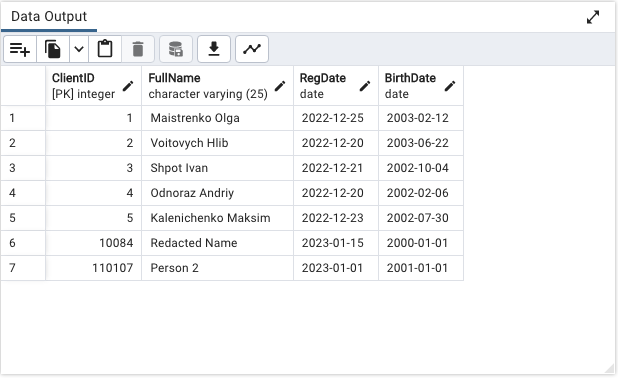 Data Output
ClientID FullName RegDate BirthDate
[PK] integer character varying (25) date date
1 1 Maistrenko Olga 2022-12-25 2003-02-12
2 2 Voitovych Hlib 2022-12-20 2003-06-22
3 3 Shpot Ivan 2022-12-21 2002-10-04
4 4 Odnoraz Andriy 2022-12-20 2002-02-06
5 5 Kalenichenko Maksim 2022-12-23 2002-07-30
6 10084 Redacted Name 2023-01-15 2000-01-01
7 110107 Person 2 2023-01-01 2001-01-01